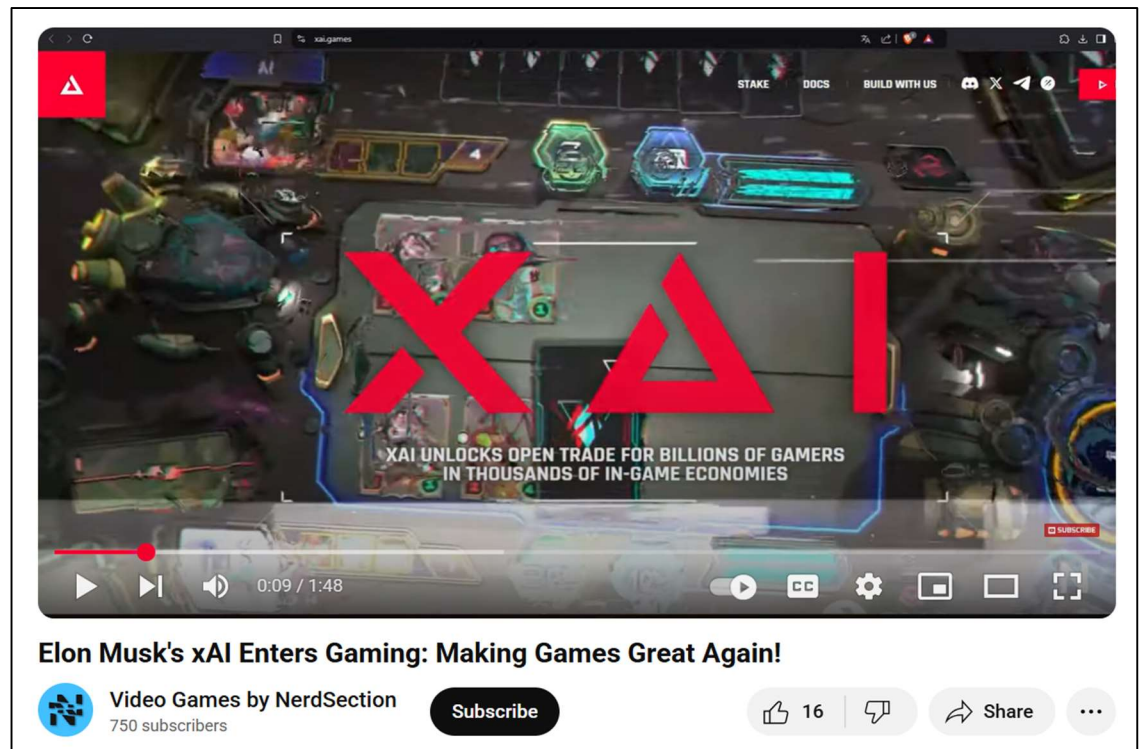 xai.games
STAKE DOCS BUILD WITH US
AI
4
XAI
XAI UNLOCKS OPEN TRADE FOR BILLIONS OF GAMERS
IN THOUSANDS OF IN-GAME ECONOMIES
SUBSCRIBE
0:09 / 1:48
CC
Elon Musk's xAI Enters Gaming: Making Games Great Again!
Video Games by NerdSection
750 subscribers
Subscribe
16
Share